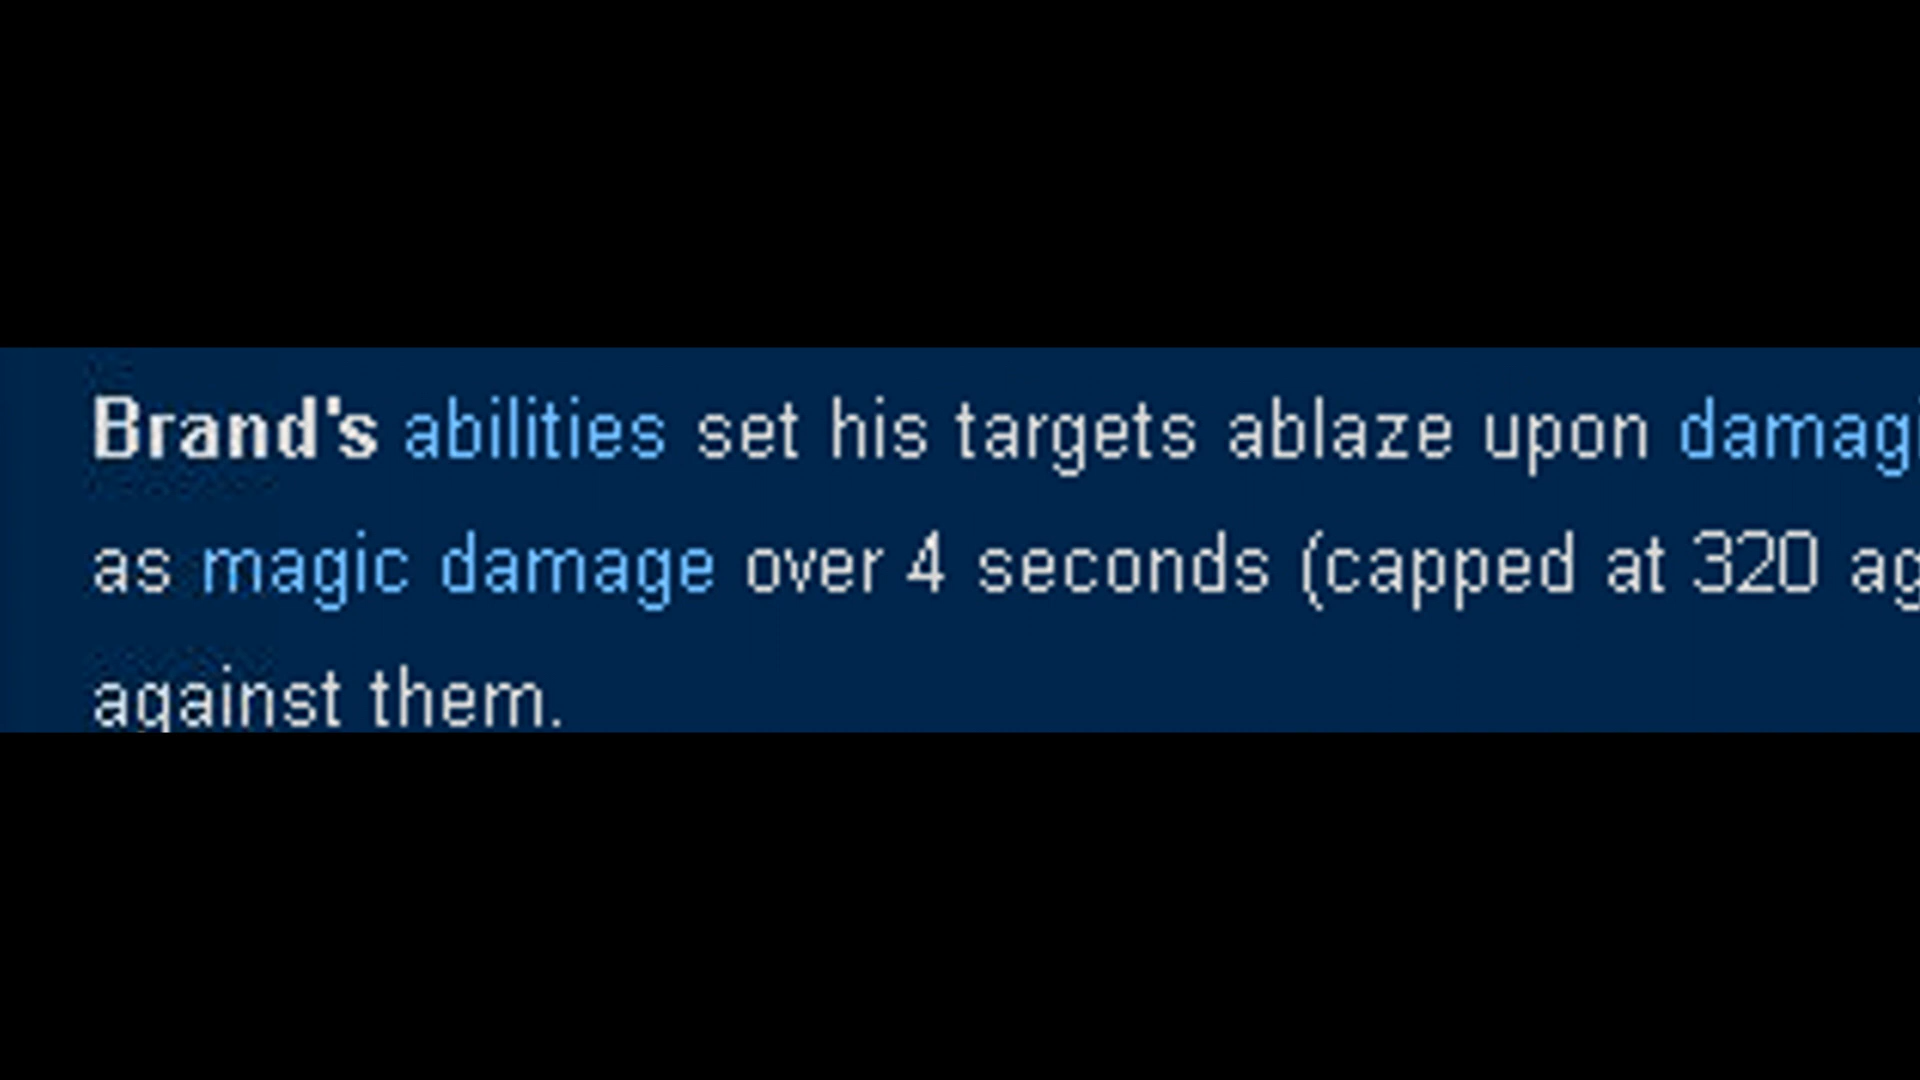 Brand's abilities set his targets ablaze upon
as magic damage over 4 seconds (capped at 320
against them.